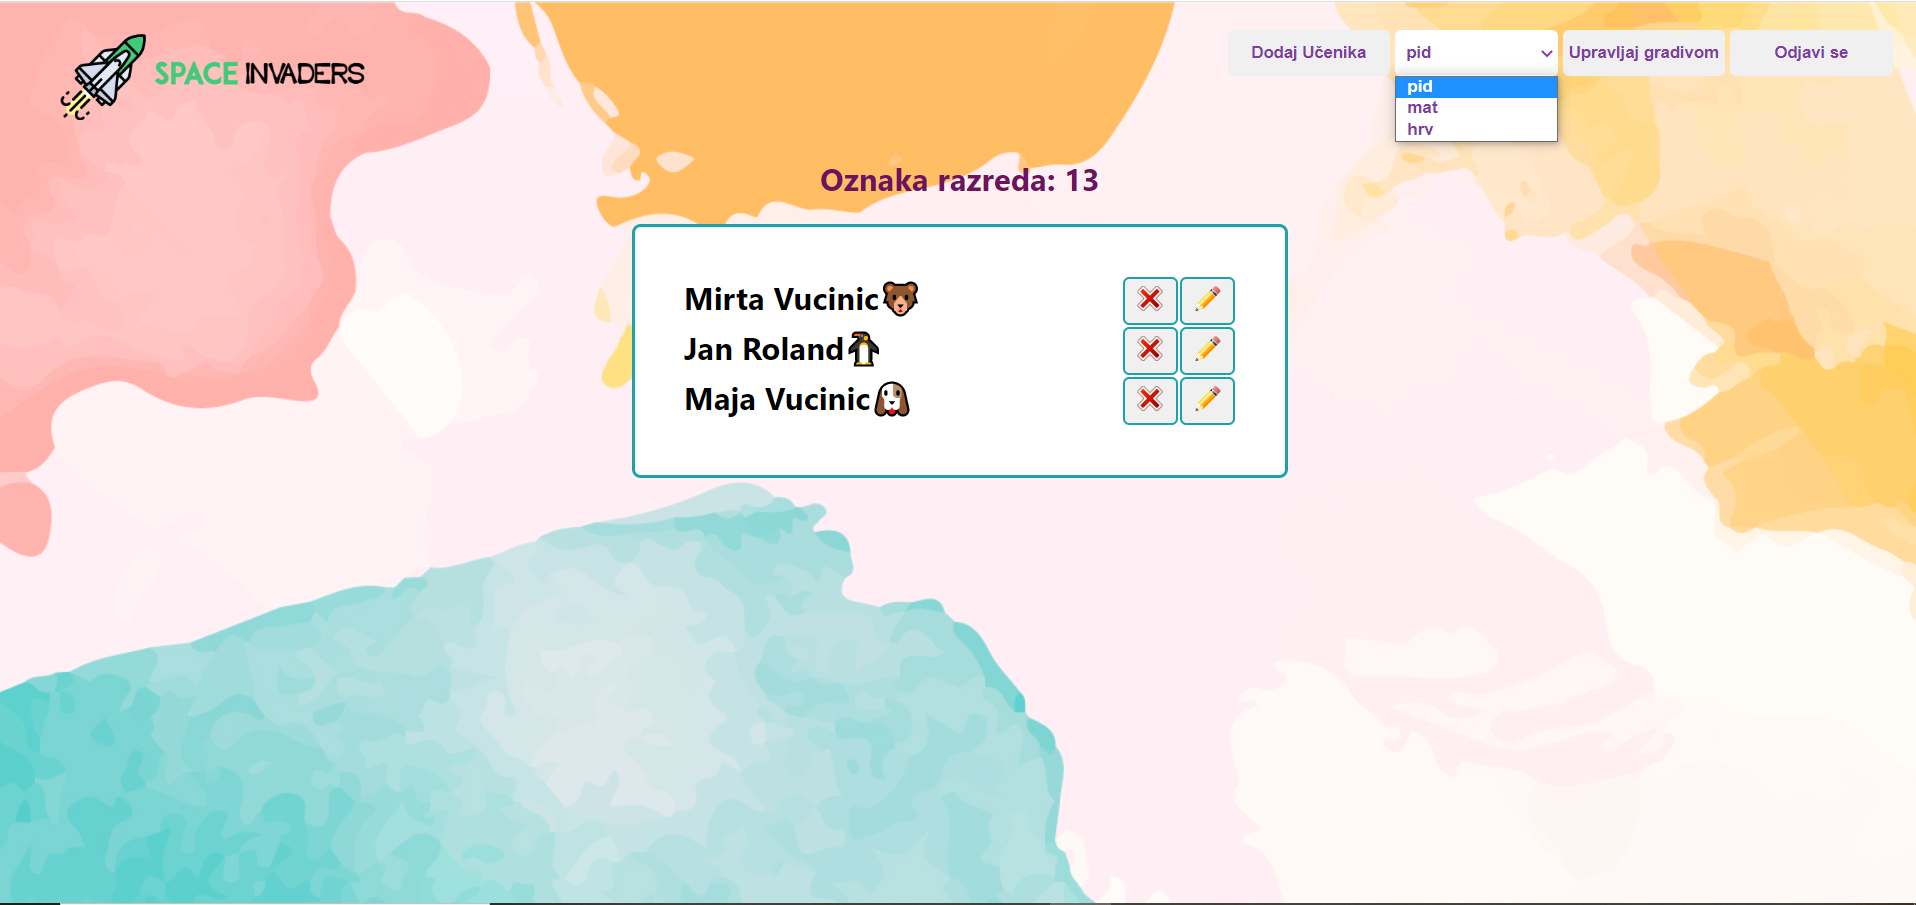 SPACE INVADERS
Dodaj Učenika
pid
Upravljaj gradivom
Odjavi se
pid
mat
hrv
Oznaka razreda: 13
Mirta Vucinic
Jan Roland
Maja Vucinic